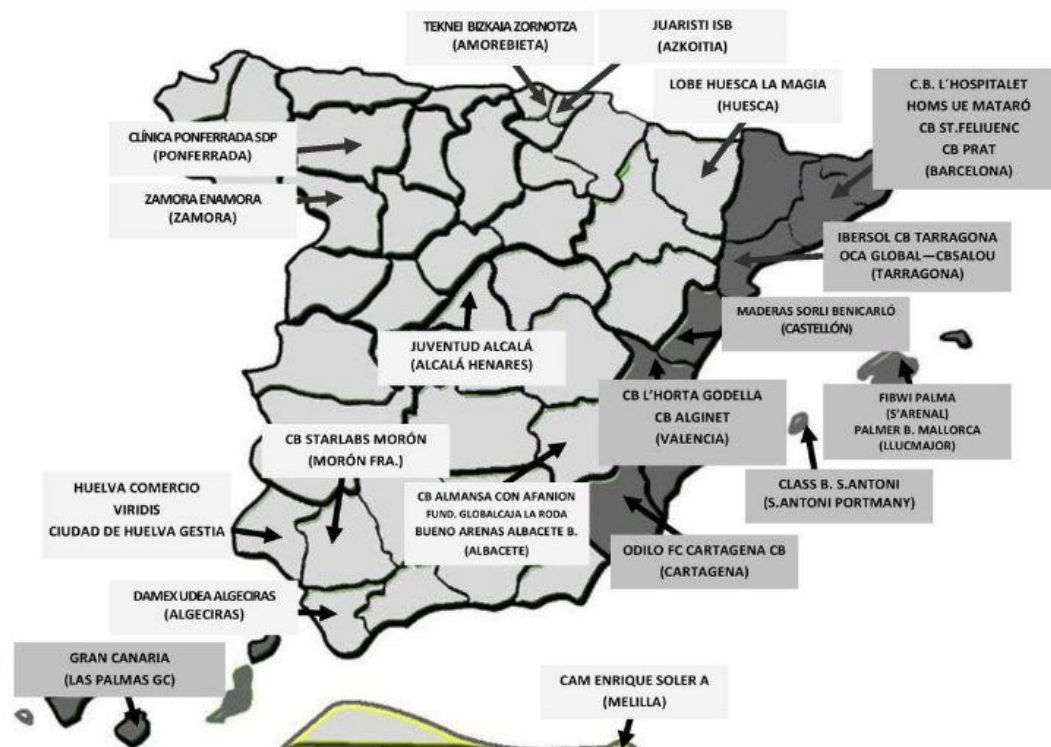 TEKNEI BIZKAIA ZORNOTZA
(AMOREBIETA)
JUARISTI ISB
(AZKOITIA)
LOBE HUESCA LA MAGIA
(HUESCA)
C.B. L´HOSPITALET
HOMS UE MATARÓ
CB ST.FELIUENC
CB PRAT
(BARCELONA)
CLÍNICA PONFERRADA SDP
(PONFERRADA)
ZAMORA ENAMORA
(ZAMORA)
IBERSOL CB TARRAGONA
OCA GLOBAL—CBSALOU
(TARRAGONA)
MADERAS SORLI BENICARLÓ
(CASTELLÓN)
JUVENTUD ALCALÁ
(ALCALÁ HENARES)
CB L'HORTA GODELLA
CB ALGINET
(VALENCIA)
FIBWI PALMA
(S'ARENAL)
PALMER B. MALLORCA
(LLUCMAJOR)
CB STARLABS MORÓN
(MORÓN FRA.)
CLASS B. S.ANTONI
(S.ANTONI PORTMANY)
HUELVA COMERCIO
VIRIDIS
CIUDAD DE HUELVA GESTIA
CB ALMANSA CON AFANION
FUND. GLOBALCAJA LA RODA
BUENO ARENAS ALBACETE B.
(ALBACETE)
ODILO FC CARTAGENA CB
(CARTAGENA)
DAMEX UDEA ALGECIRAS
(ALGECIRAS)
GRAN CANARIA
(LAS PALMAS GC)
CAM ENRIQUE SOLER A
(MELILLA)